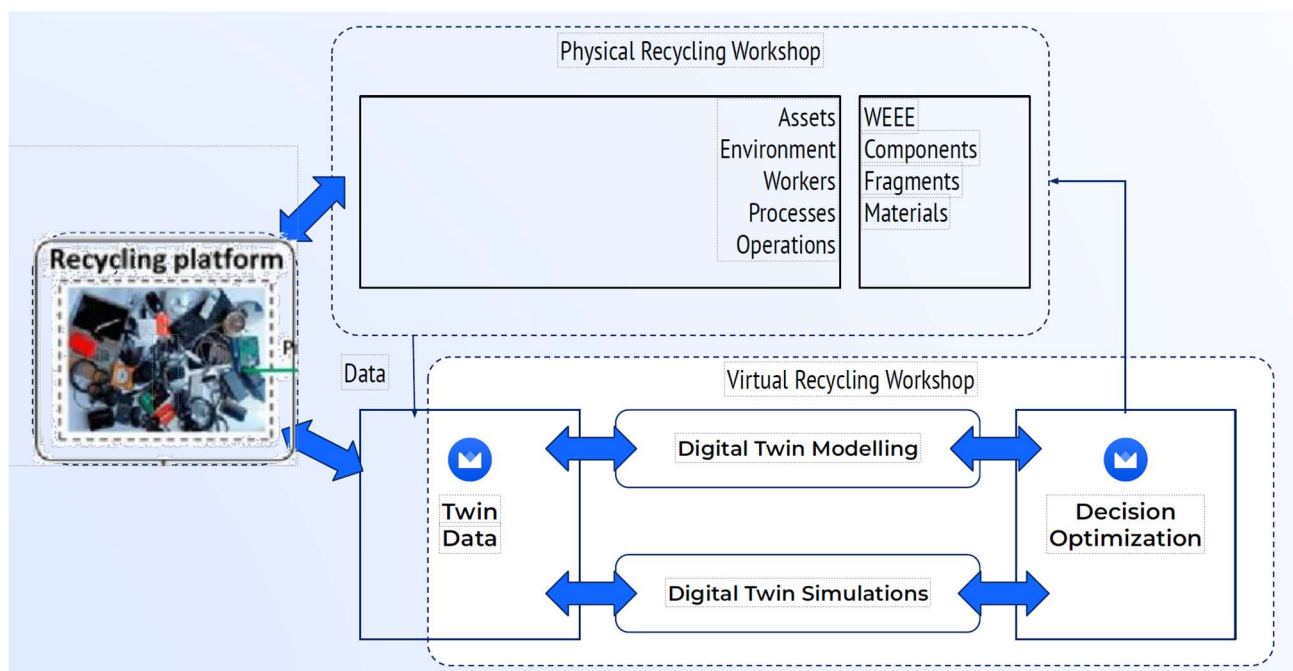 Physical Recycling Workshop
Assets
Environment
Workers
Processes
Operations
WEEE
Components
Fragments
Materials
Recycling platform
Data
Virtual Recycling Workshop
Twin
Data
Digital Twin Modelling
Digital Twin Simulations
Decision
Optimization